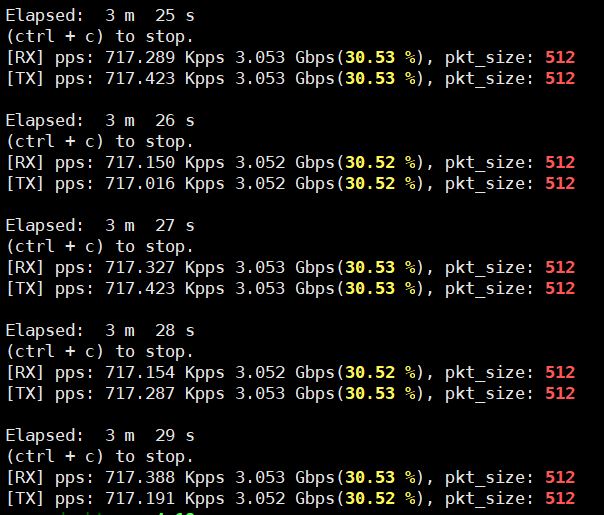 Elapsed:  3 m  25 s
(ctrl + c) to stop.
[RX] pps: 717.289 Kpps 3.053 Gbps(30.53 %), pkt_size: 512
[TX] pps: 717.423 Kpps 3.053 Gbps(30.53 %), pkt_size: 512

Elapsed:  3 m  26 s
(ctrl + c) to stop.
[RX] pps: 717.150 Kpps 3.052 Gbps(30.52 %), pkt_size: 512
[TX] pps: 717.016 Kpps 3.052 Gbps(30.52 %), pkt_size: 512

Elapsed:  3 m  27 s
(ctrl + c) to stop.
[RX] pps: 717.327 Kpps 3.053 Gbps(30.53 %), pkt_size: 512
[TX] pps: 717.423 Kpps 3.053 Gbps(30.53 %), pkt_size: 512

Elapsed:  3 m  28 s
(ctrl + c) to stop.
[RX] pps: 717.154 Kpps 3.052 Gbps(30.52 %), pkt_size: 512
[TX] pps: 717.287 Kpps 3.053 Gbps(30.53 %), pkt_size: 512

Elapsed:  3 m  29 s
(ctrl + c) to stop.
[RX] pps: 717.388 Kpps 3.053 Gbps(30.53 %), pkt_size: 512
[TX] pps: 717.191 Kpps 3.052 Gbps(30.52 %), pkt_size: 512